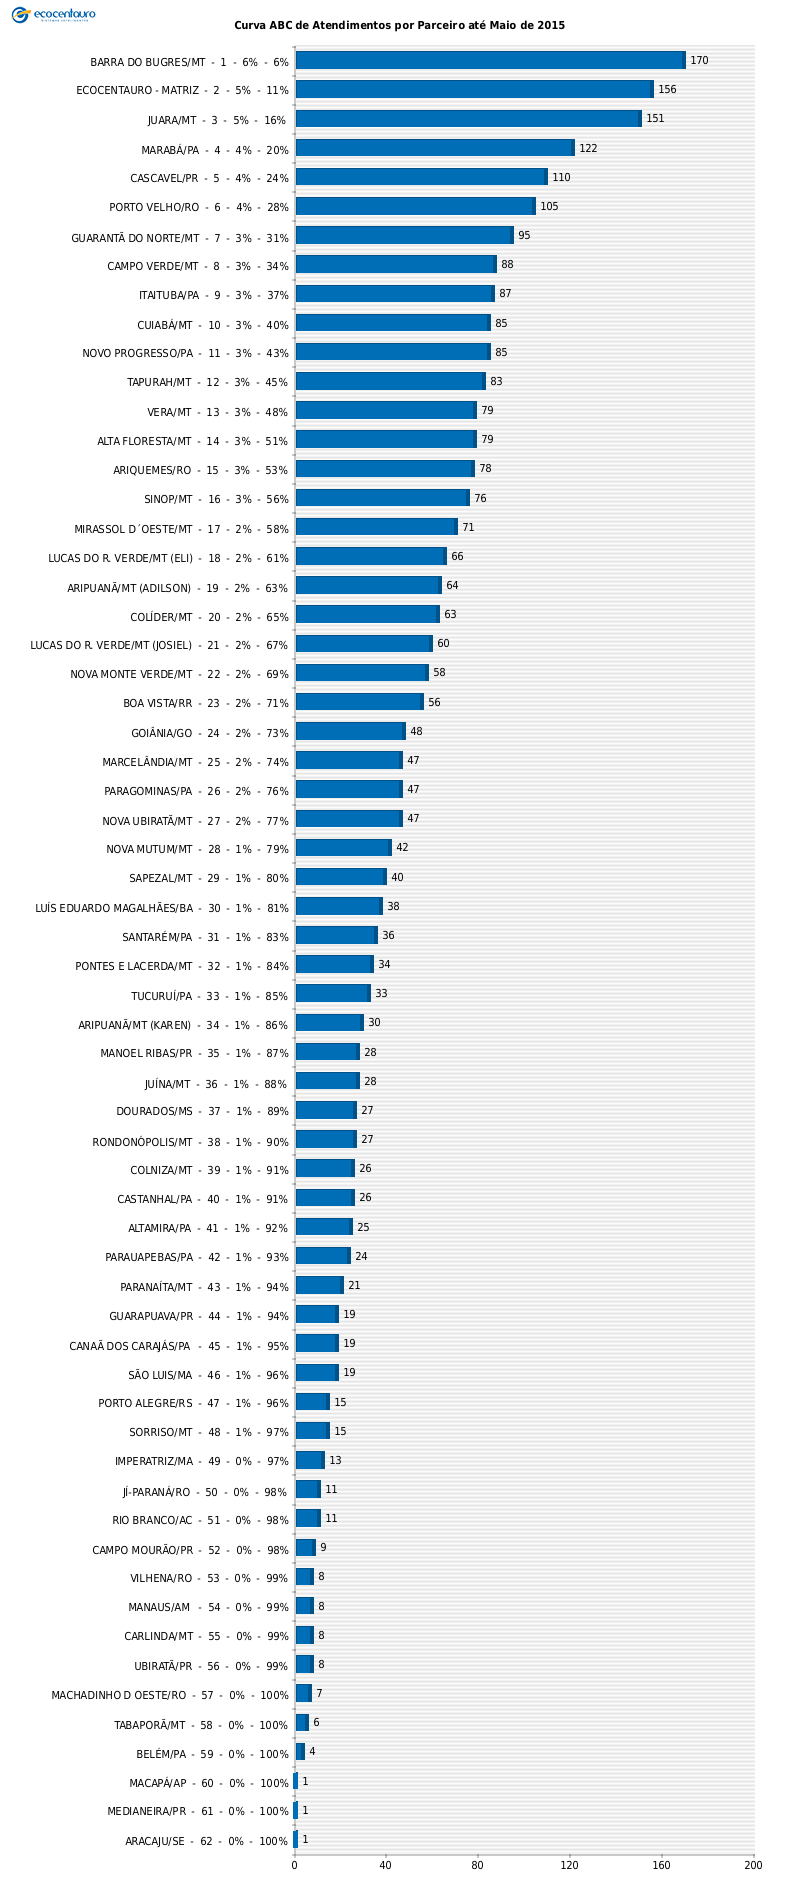 ecocentauro
Curva ABC de Atendimentos por Parceiro até Maio de 2015
BARRA DO BUGRES/MT - 1 - 6% - 6% 170
ECOCENTAURO - MATRIZ - 2 - 5% - 11% 156
JUARA/MT - 3 - 5% - 16% 151
MARABÁ/PA - 4 - 4% - 20% 122
CASCAVEL/PR - 5 - 4% - 24% 110
PORTO VELHO/RO - 6 - 4% - 28% 105
GUARANTÃ DO NORTE/MT - 7 - 3% - 31% 95
CAMPO VERDE/MT - 8 - 3% - 34% 88
ITAITUBA/PA - 9 - 3% - 37% 87
CUIABÁ/MT - 10 - 3% - 40% 85
NOVO PROGRESSO/PA - 11 - 3% - 43% 85
TAPURAH/MT - 12 - 3% - 45% 83
VERA/MT - 13 - 3% - 48% 79
ALTA FLORESTA/MT - 14 - 3% - 51% 79
ARIQUEMES/RO - 15 - 3% - 53% 78
SINOP/MT - 16 - 3% - 56% 76
MIRASSOL D´OESTE/MT - 17 - 2% - 58% 71
LUCAS DO R. VERDE/MT (ELI) - 18 - 2% - 61% 66
ARIPUANÃ/MT (ADILSON) - 19 - 2% - 63% 64
COLÍDER/MT - 20 - 2% - 65% 63
LUCAS DO R. VERDE/MT (JOSIEL) - 21 - 2% - 67% 60
NOVA MONTE VERDE/MT - 22 - 2% - 69% 58
BOA VISTA/RR - 23 - 2% - 71% 56
GOIÂNIA/GO - 24 - 2% - 73% 48
MARCELÂNDIA/MT - 25 - 2% - 74% 47
PARAGOMINAS/PA - 26 - 2% - 76% 47
NOVA UBIRATÃ/MT - 27 - 2% - 77% 47
NOVA MUTUM/MT - 28 - 1% - 79% 42
SAPEZAL/MT - 29 - 1% - 80% 40
LUÍS EDUARDO MAGALHÃES/BA - 30 - 1% - 81% 38
SANTARÉM/PA - 31 - 1% - 83% 36
PONTES E LACERDA/MT - 32 - 1% - 84% 34
TUCURUÍ/PA - 33 - 1% - 85% 33
ARIPUANÃ/MT (KAREN) - 34 - 1% - 86% 30
MANOEL RIBAS/PR - 35 - 1% - 87% 28
JUÍNA/MT - 36 - 1% - 88% 28
DOURADOS/MS - 37 - 1% - 89% 27
RONDONÓPOLIS/MT - 38 - 1% - 90% 27
COLNIZA/MT - 39 - 1% - 91% 26
CASTANHAL/PA - 40 - 1% - 91% 26
ALTAMIRA/PA - 41 - 1% - 92% 25
PARAUAPEBAS/PA - 42 - 1% - 93% 24
PARANAÍTA/MT - 43 - 1% - 94% 21
GUARAPUAVA/PR - 44 - 1% - 94% 19
CANAÃ DOS CARAJÁS/PA - 45 - 1% - 95% 19
SÃO LUIS/MA - 46 - 1% - 96% 19
PORTO ALEGRE/RS - 47 - 1% - 96% 15
SORRISO/MT - 48 - 1% - 97% 15
IMPERATRIZ/MA - 49 - 0% - 97% 13
JÍ-PARANÁ/RO - 50 - 0% - 98% 11
RIO BRANCO/AC - 51 - 0% - 98% 11
CAMPO MOURÃO/PR - 52 - 0% - 98% 9
VILHENA/RO - 53 - 0% - 99% 8
MANAUS/AM - 54 - 0% - 99% 8
CARLINDA/MT - 55 - 0% - 99% 8
UBIRATÃ/PR - 56 - 0% - 99% 8
MACHADINHO D OESTE/RO - 57 - 0% - 100% 7
TABAPORÃ/MT - 58 - 0% - 100% 6
BELÉM/PA - 59 - 0% - 100% 4
MACAPÁ/AP - 60 - 0% - 100% 1
MEDIANEIRA/PR - 61 - 0% - 100% 1
ARACAJU/SE - 62 - 0% - 100% 1
0 40 80 120 160 200